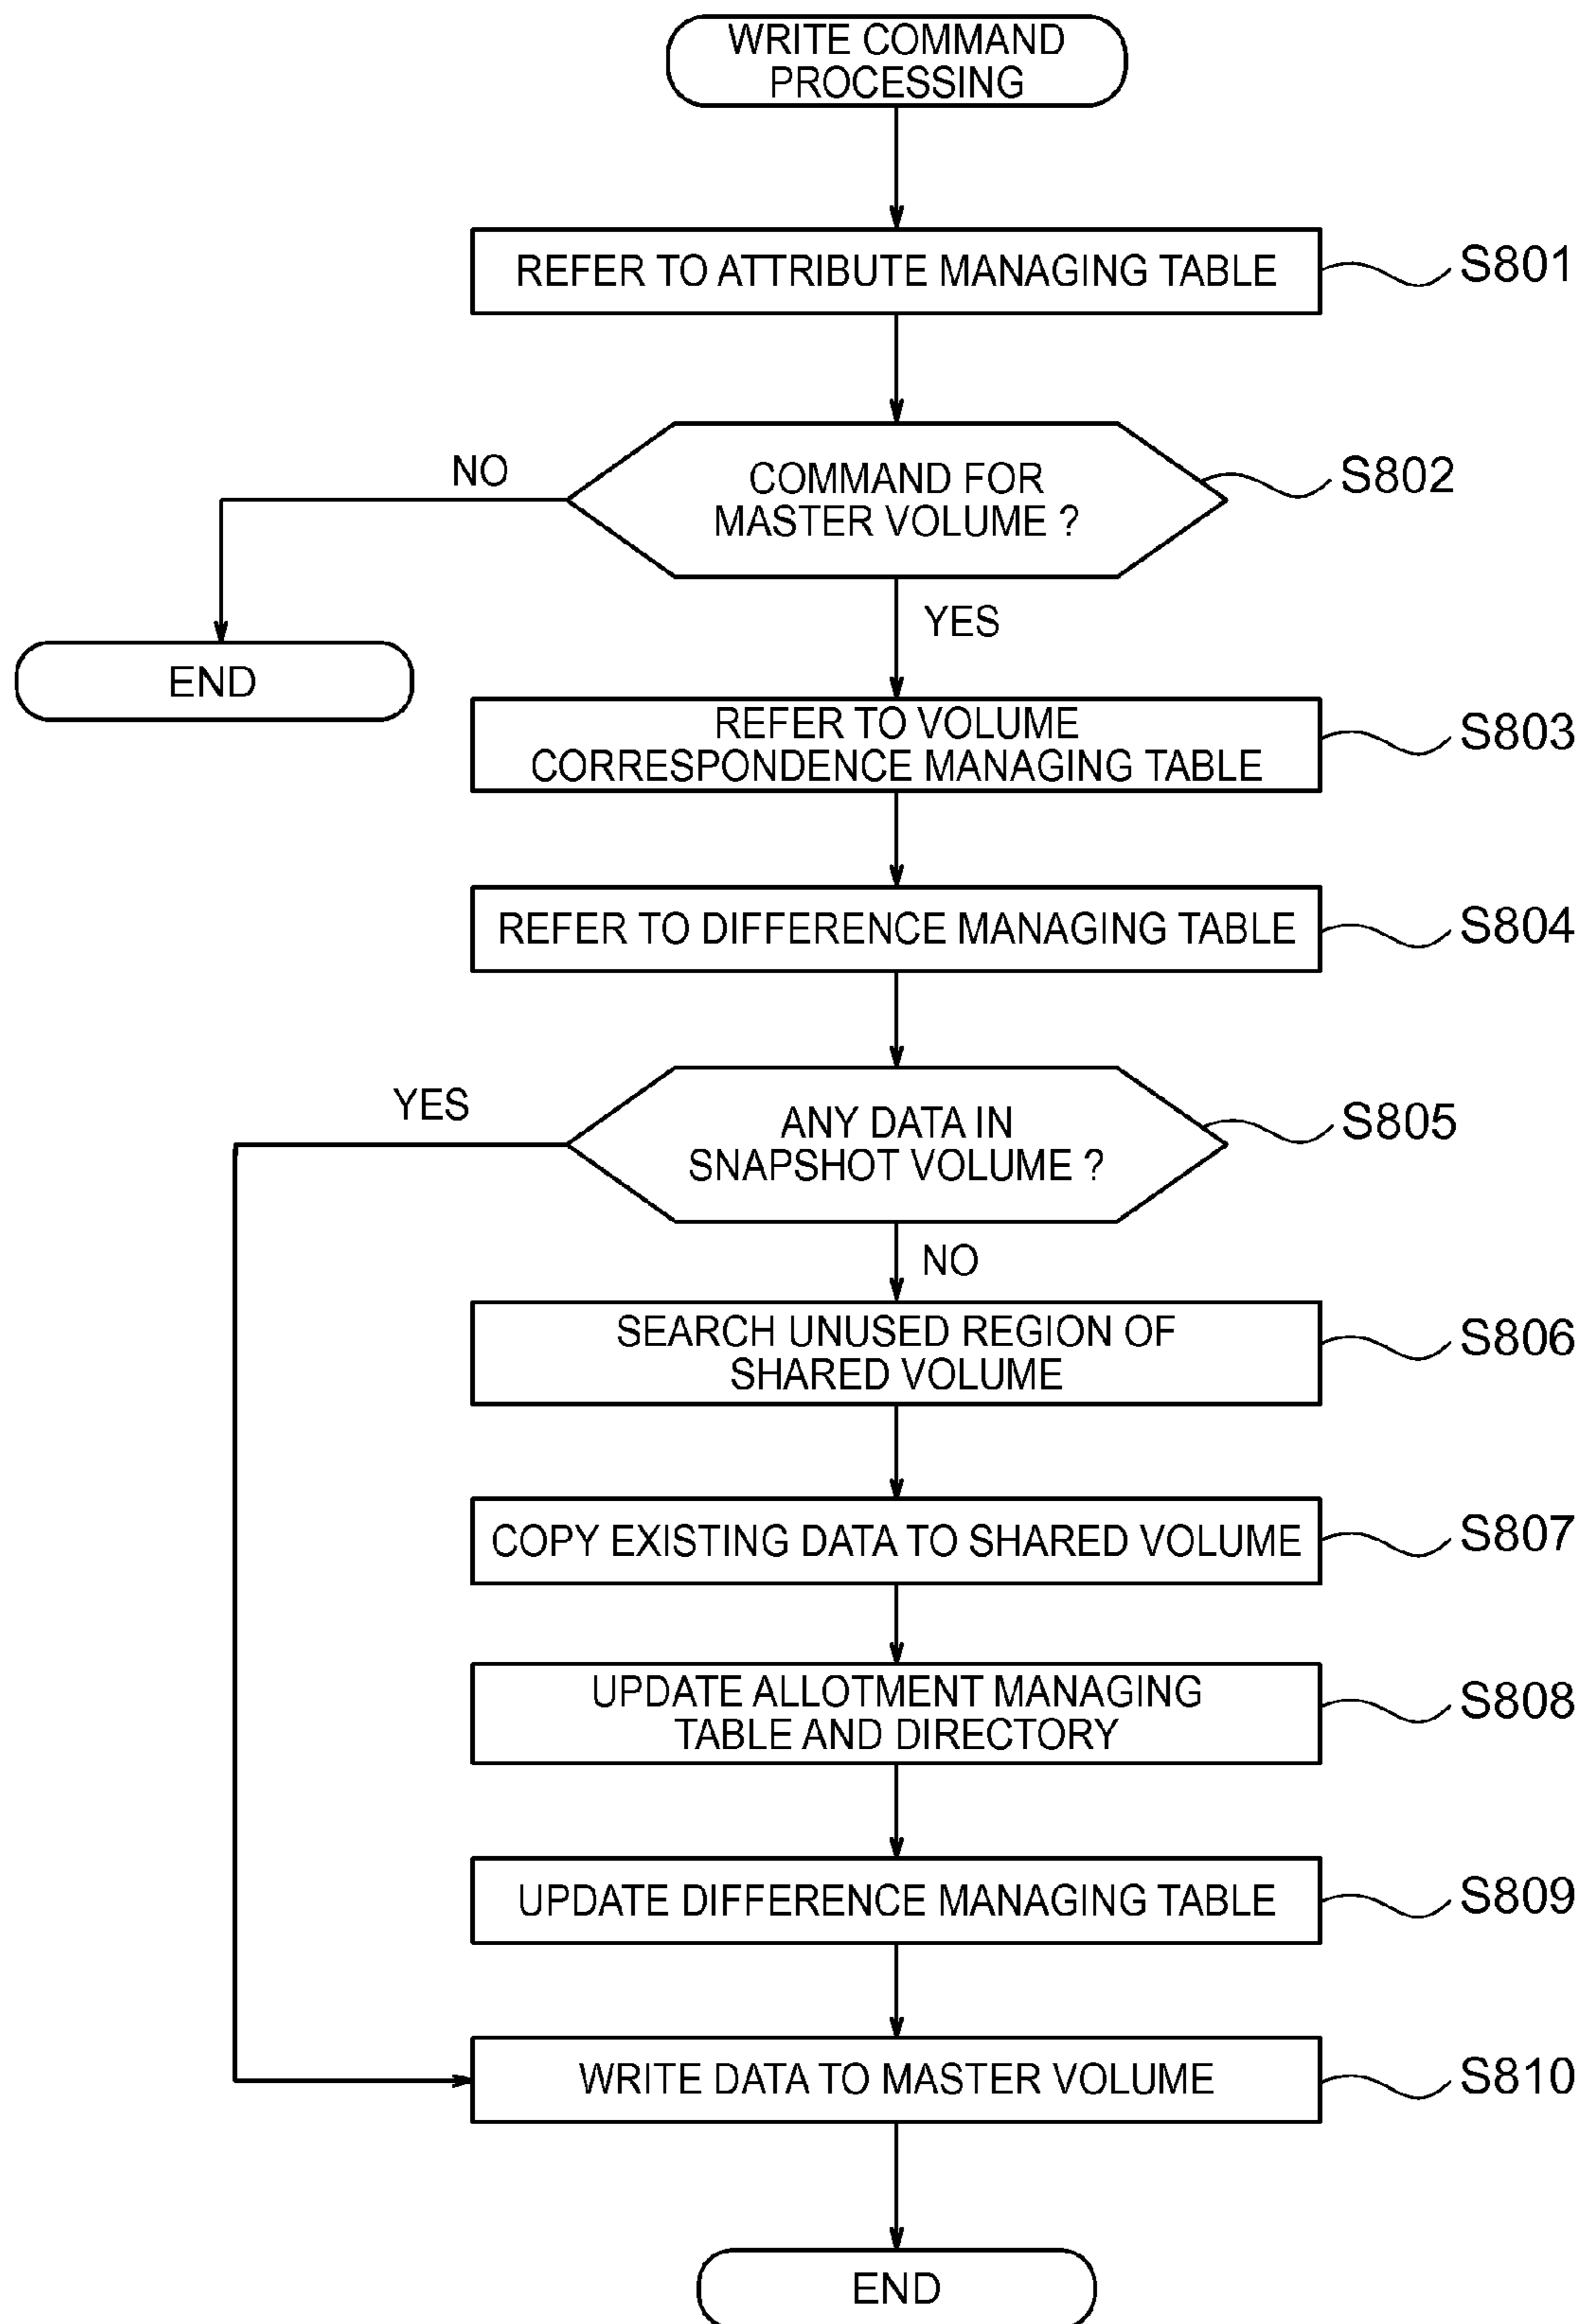 WRITE COMMAND
PROCESSING
REFER TO ATTRIBUTE MANAGING TABLE
S801
NO
COMMAND FOR
MASTER VOLUME ?
S802
YES
END
REFER TO VOLUME
CORRESPONDENCE MANAGING TABLE
S803
REFER TO DIFFERENCE MANAGING TABLE
S804
YES
ANY DATA IN
SNAPSHOT VOLUME ?
S805
NO
SEARCH UNUSED REGION OF
SHARED VOLUME
S806
COPY EXISTING DATA TO SHARED VOLUME
S807
UPDATE ALLOTMENT MANAGING
TABLE AND DIRECTORY
S808
UPDATE DIFFERENCE MANAGING TABLE
S809
WRITE DATA TO MASTER VOLUME
S810
END